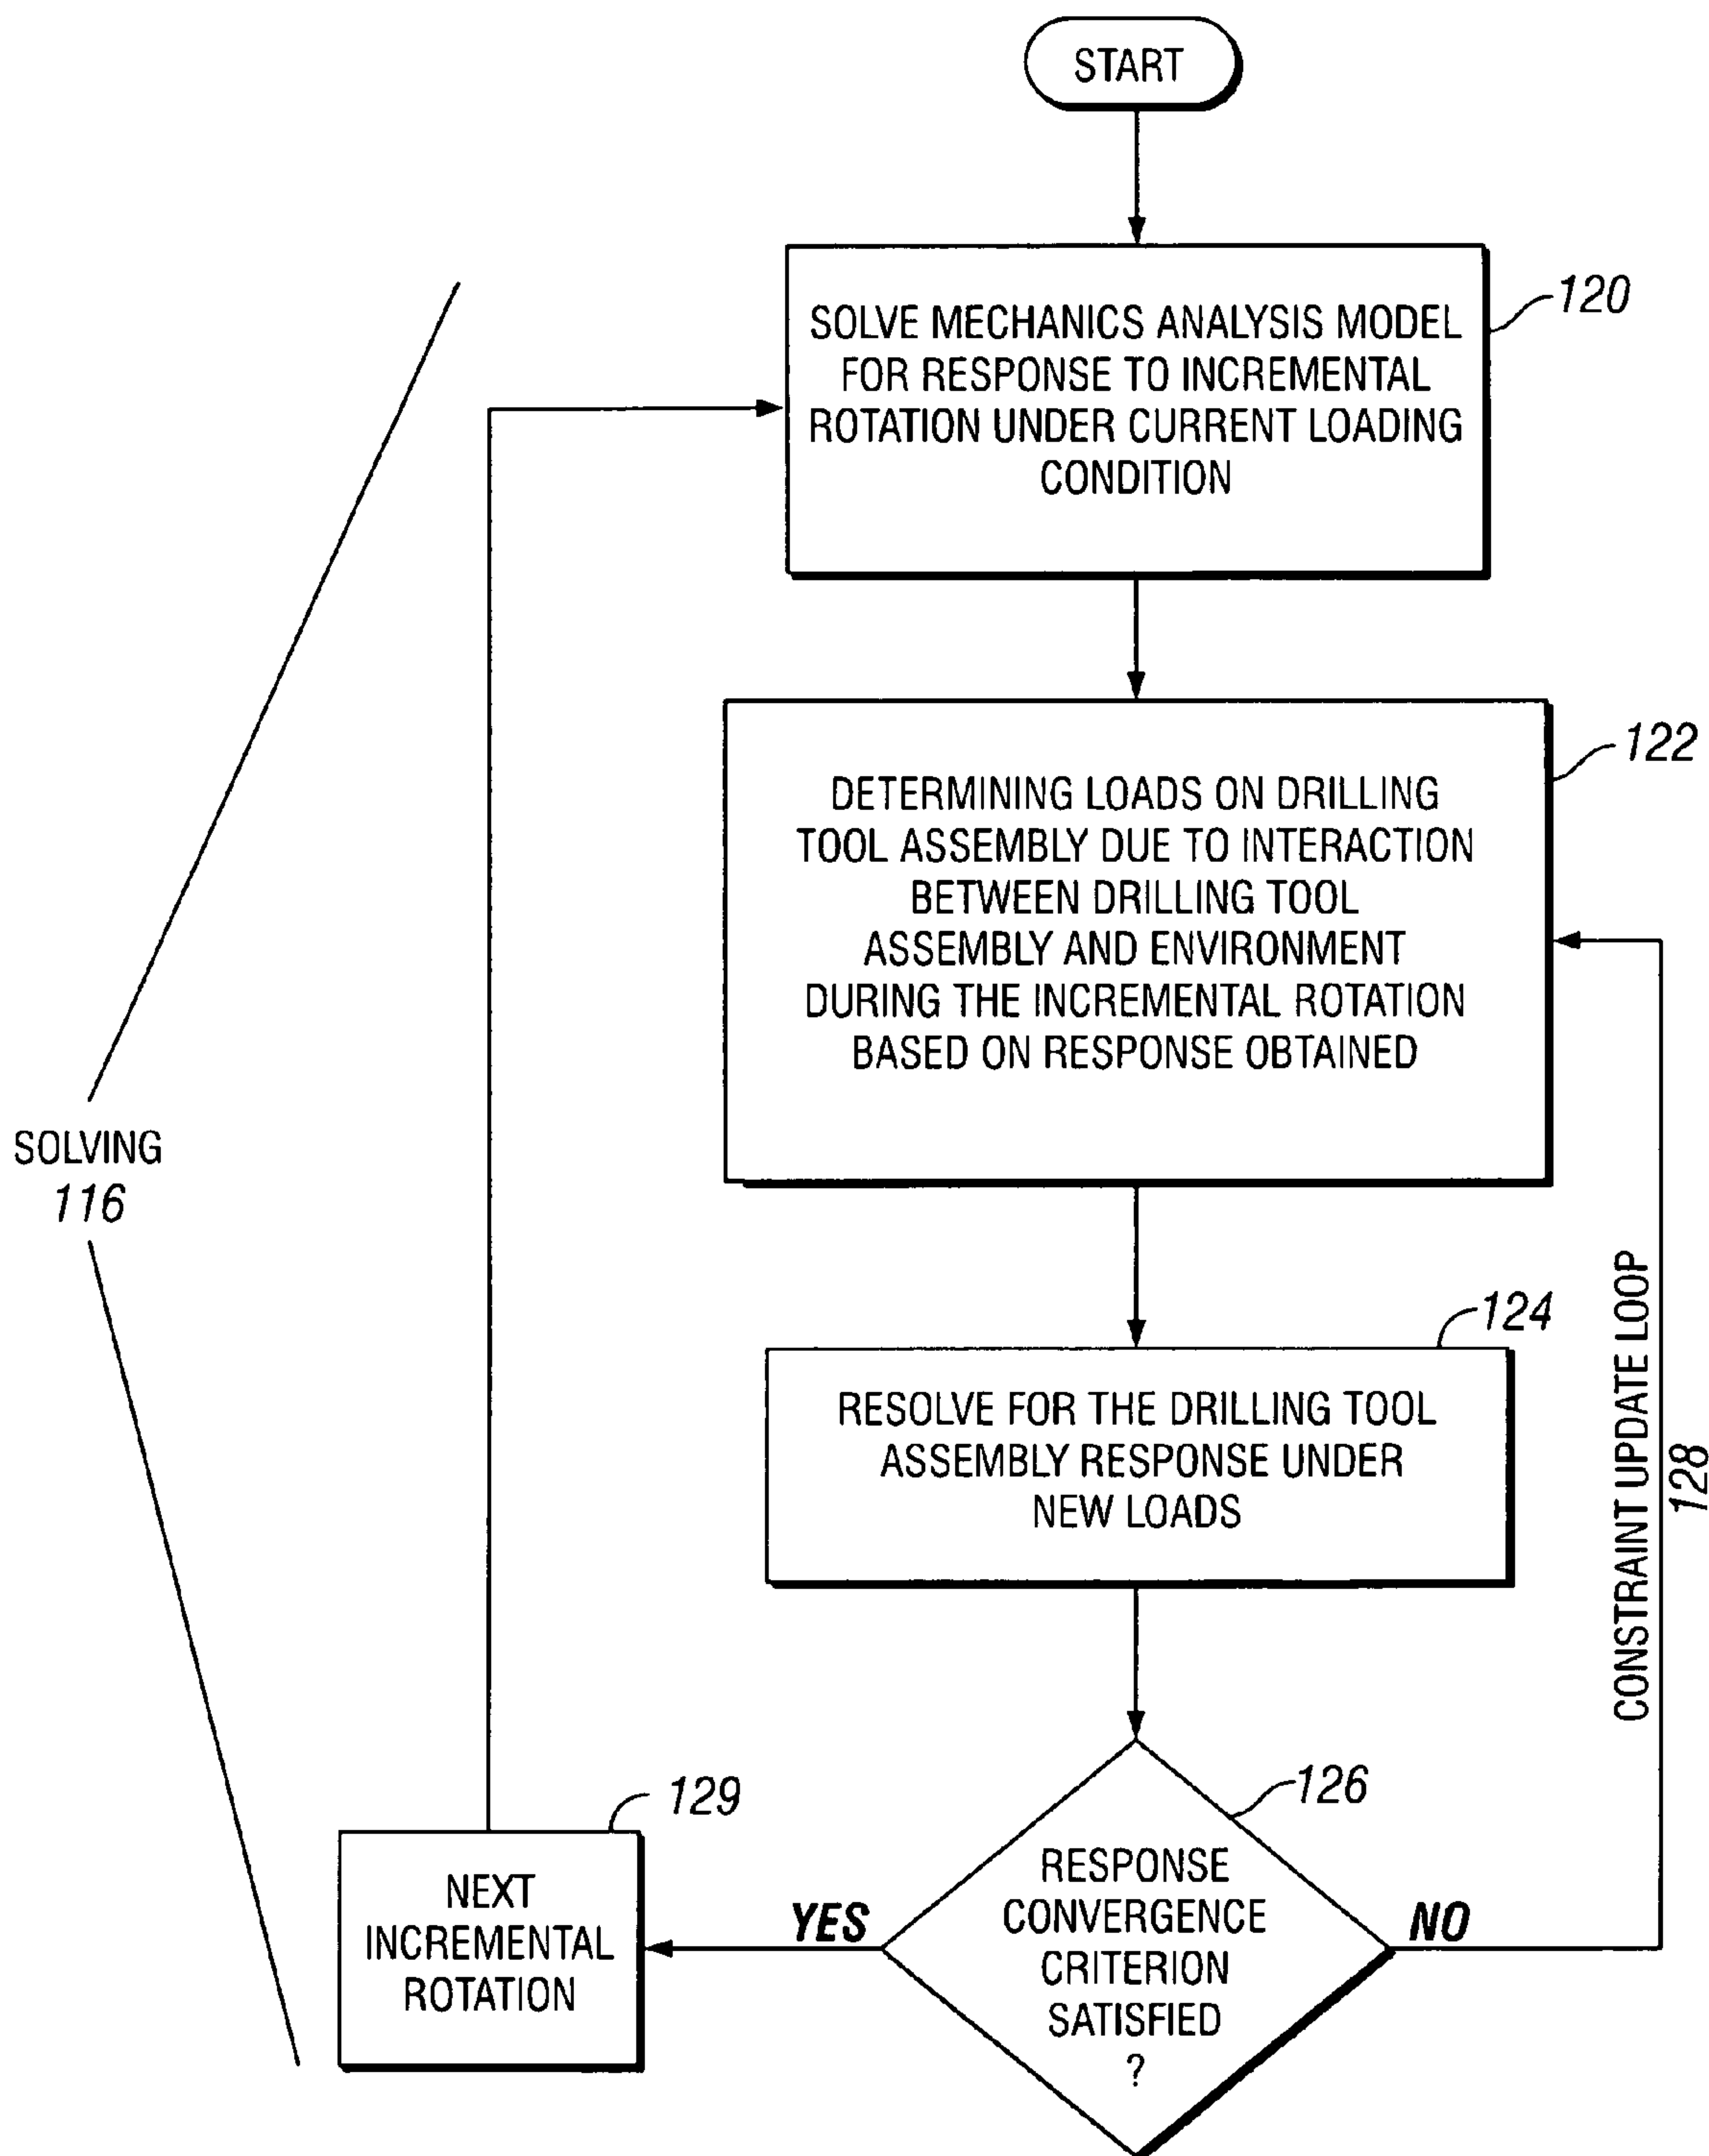 START
120
SOLVE MECHANICS ANALYSIS MODEL
FOR RESPONSE TO INCREMENTAL
ROTATION UNDER CURRENT LOADING
CONDITION
122
DETERMINING LOADS ON DRILLING
TOOL ASSEMBLY DUE TO INTERACTION
BETWEEN DRILLING TOOL
ASSEMBLY AND ENVIRONMENT
DURING THE INCREMENTAL ROTATION
BASED ON RESPONSE OBTAINED
SOLVING
116
124
RESOLVE FOR THE DRILLING TOOL
ASSEMBLY RESPONSE UNDER
NEW LOADS
CONSTRAINT UPDATE LOOP
128
126
RESPONSE
CONVERGENCE
CRITERION
SATISFIED
?
YES
NO
129
NEXT
INCREMENTAL
ROTATION